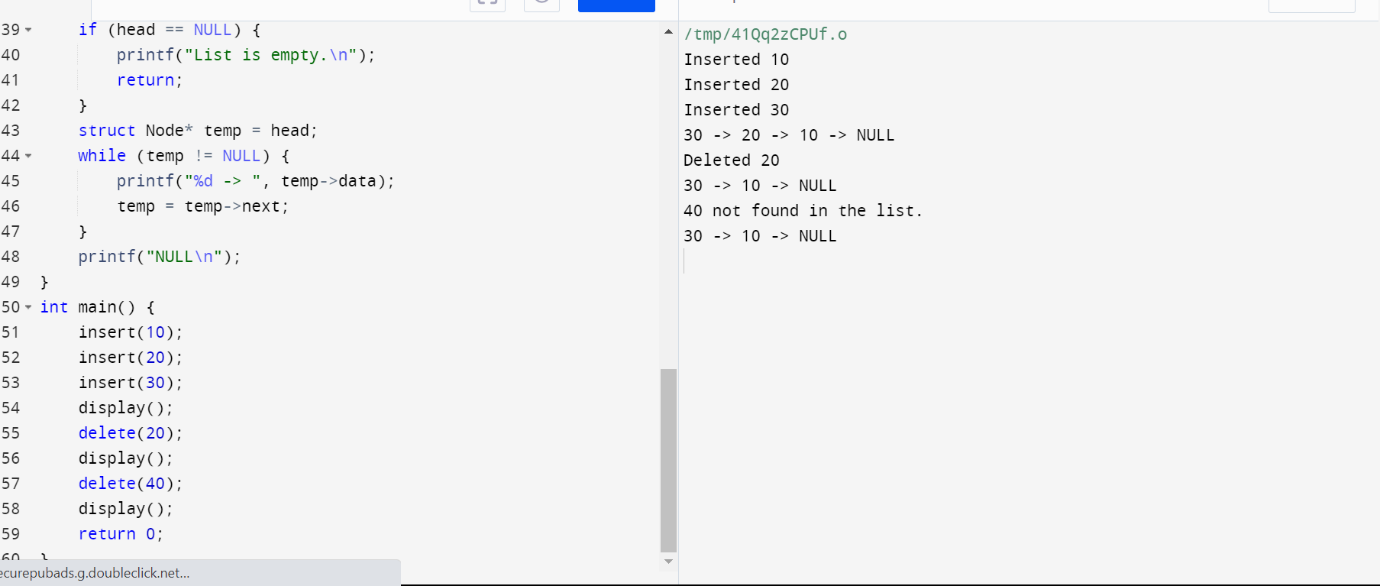 39 if (head == NULL) {
40 printf("List is empty.\n");
41 return;
42 }
43 struct Node* temp = head;
44 while (temp != NULL) {
45 printf("%d -> ", temp->data);
46 temp = temp->next;
47 }
48 printf("NULL\n");
49 }
50 int main() {
51 insert(10);
52 insert(20);
53 insert(30);
54 display();
55 delete(20);
56 display();
57 delete(40);
58 display();
59 return 0;
60 }
ecurepubads.g.doubleclick.net...
/tmp/41Qq2zCPUf.o
Inserted 10
Inserted 20
Inserted 30
30 -> 20 -> 10 -> NULL
Deleted 20
30 -> 10 -> NULL
40 not found in the list.
30 -> 10 -> NULL